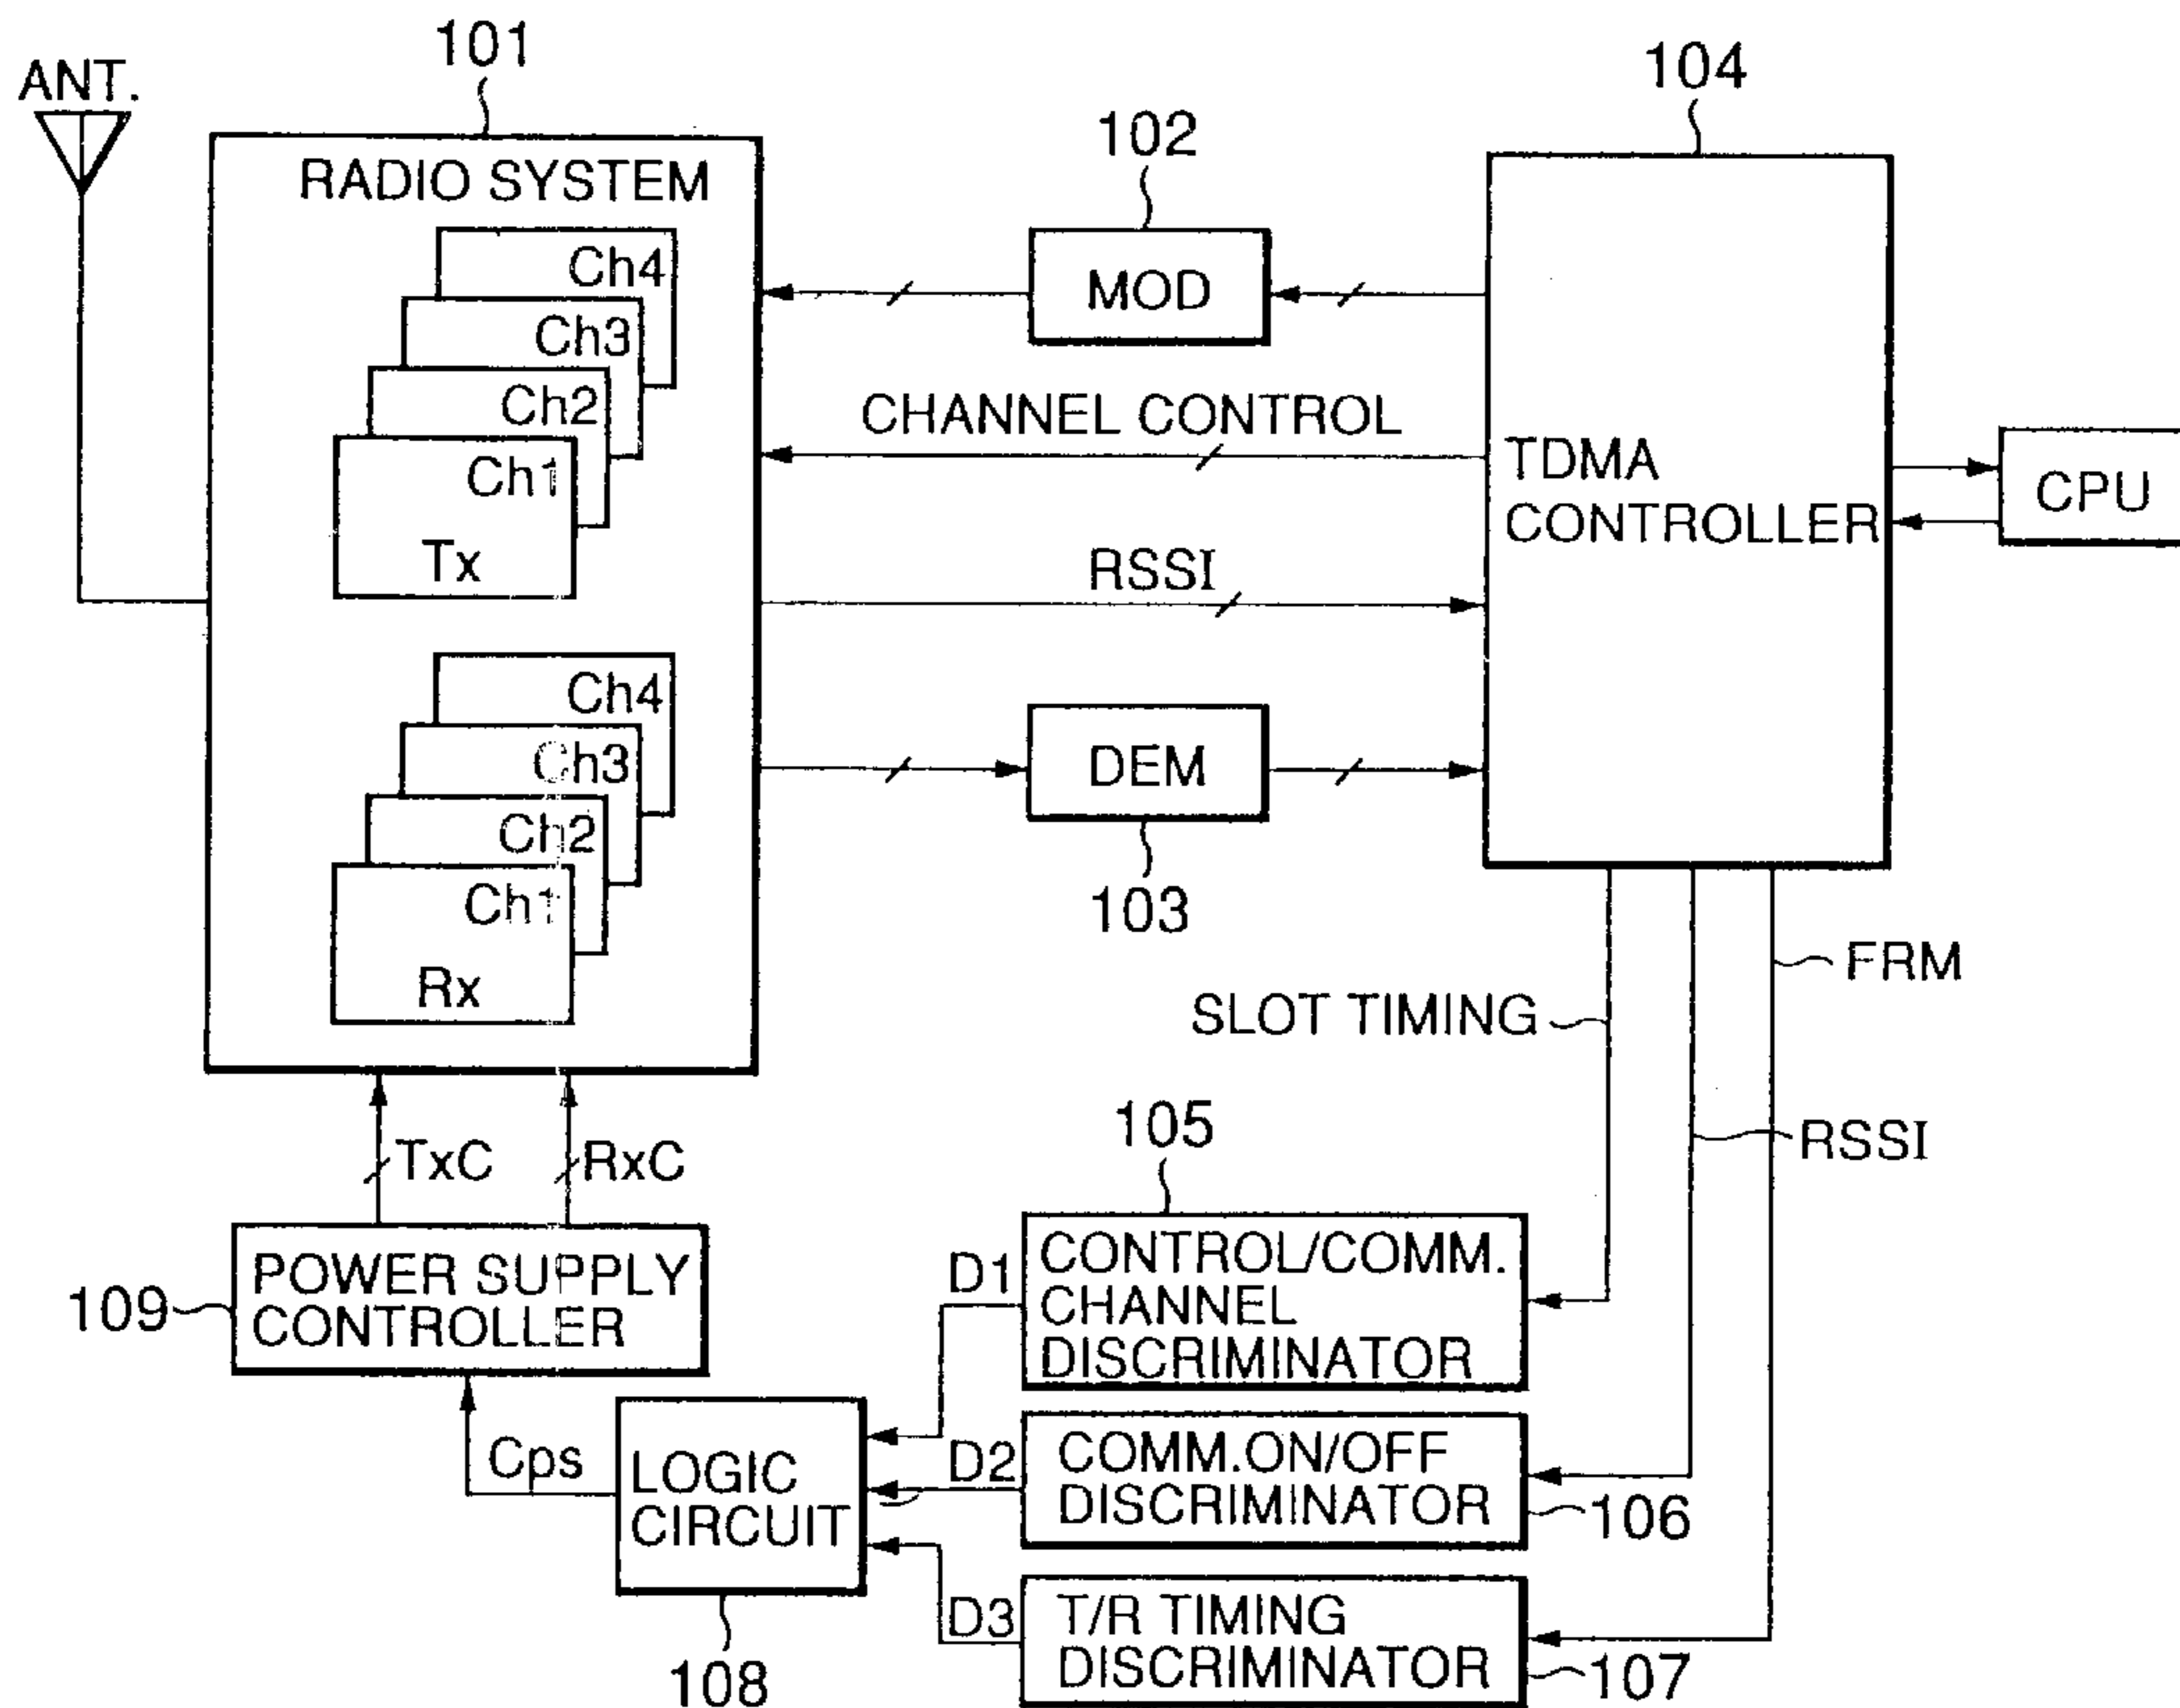 101
104
ANT.
102
RADIO SYSTEM
Ch4
MOD
Ch3
Ch2
CHANNEL CONTROL
Ch1
TDMA
CONTROLLER
CPU
Tx
RSSI
Ch4
Ch3
DEM
Ch2
Ch1
103
Rx
FRM
SLOT TIMING
105
RSSI
TxC
RxC
109
POWER SUPPLY
CONTROLLER
D1
CONTROL/COMM.
CHANNEL
DISCRIMINATOR
Cps
LOGIC
CIRCUIT
D2
COMM.ON/OFF
DISCRIMINATOR
106
D3
T/R TIMING
DISCRIMINATOR
107
108